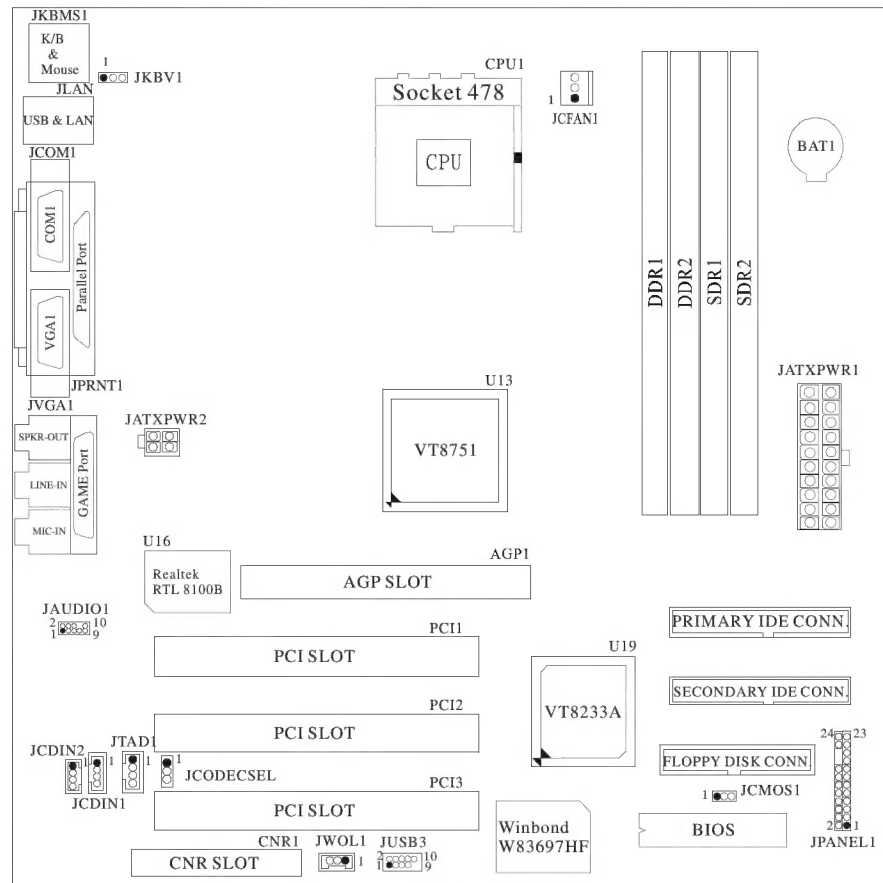 JKBMS1
K/B
&
Mouse
1
JKBV1
JLAN
USB & LAN
JCOM1
COM1
Parallel Port
VGA1
JPRNT1
JVGA1
CPU1
Socket 478
CPU
1
JCFAN1
BAT1
DDR1
DDR2
SDR1
SDR2
JATXPWR1
U13
VT8751
JATXPWR2
SPKR-OUT
LINE-IN
MIC-IN
GAME Port
U16
Realtek
RTL 8100B
AGP1
AGP SLOT
JAUDIO1
2
10
1
9
PCI1
PCI SLOT
U19
VT8233A
PRIMARY IDE CONN.
SECONDARY IDE CONN.
PCI2
PCI SLOT
JCDIN2
1
1
JCDIN1
JTAD1
1
1
JCODECSEL
FLOPPY DISK CONN.
24
23
2
1
JPANEL1
1
JCMOS1
PCI3
PCI SLOT
CNR1
CNR SLOT
JWOL1
1
JUSB3
2
10
1
9
Winbond
W83697HF
BIOS